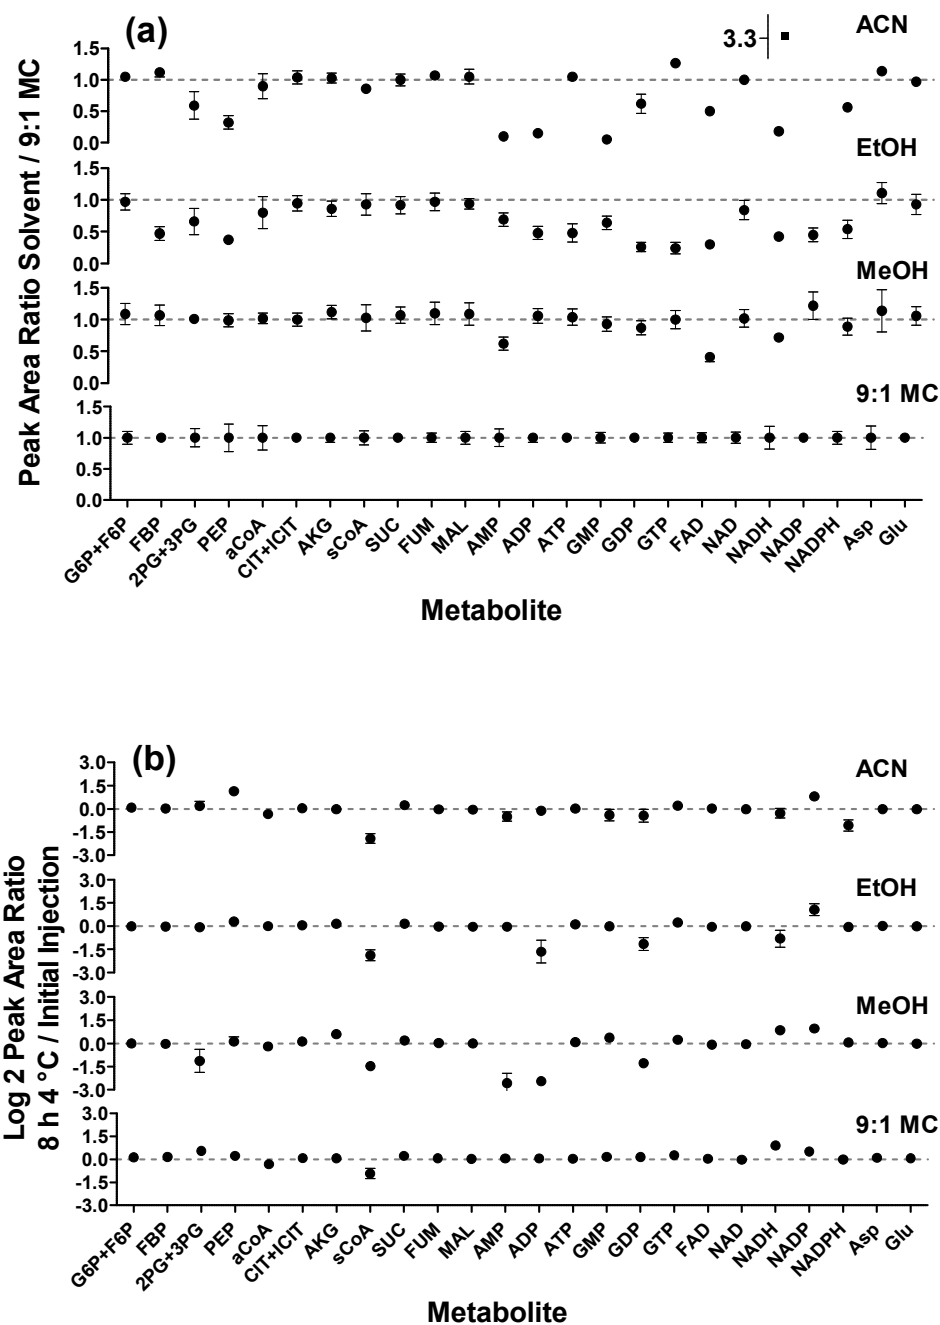 (a)
ACN
3.3
1.5
1.0
0.5
0.0
EtOH
1.5
1.0
0.5
0.0
MeOH
1.5
1.0
0.5
0.0
9:1 MC
1.5
1.0
0.5
0.0
Peak Area Ratio Solvent / 9:1 MC
G6P+F6P
FBP
2PG+3PG
PEP
aCoA
CIT+ICIT
AKG
sCoA
SUC
FUM
MAL
AMP
ADP
ATP
GMP
GDP
GTP
FAD
NAD
NADH
NADP
NADPH
Asp
Glu
Metabolite
(b)
ACN
3.0
1.5
0.0
-1.5
-3.0
EtOH
3.0
1.5
0.0
-1.5
-3.0
MeOH
3.0
1.5
0.0
-1.5
-3.0
9:1 MC
3.0
1.5
0.0
-1.5
-3.0
Log 2 Peak Area Ratio
8 h 4 °C / Initial Injection
G6P+F6P
FBP
2PG+3PG
PEP
aCoA
CIT+ICIT
AKG
sCoA
SUC
FUM
MAL
AMP
ADP
ATP
GMP
GDP
GTP
FAD
NAD
NADH
NADP
NADPH
Asp
Glu
Metabolite